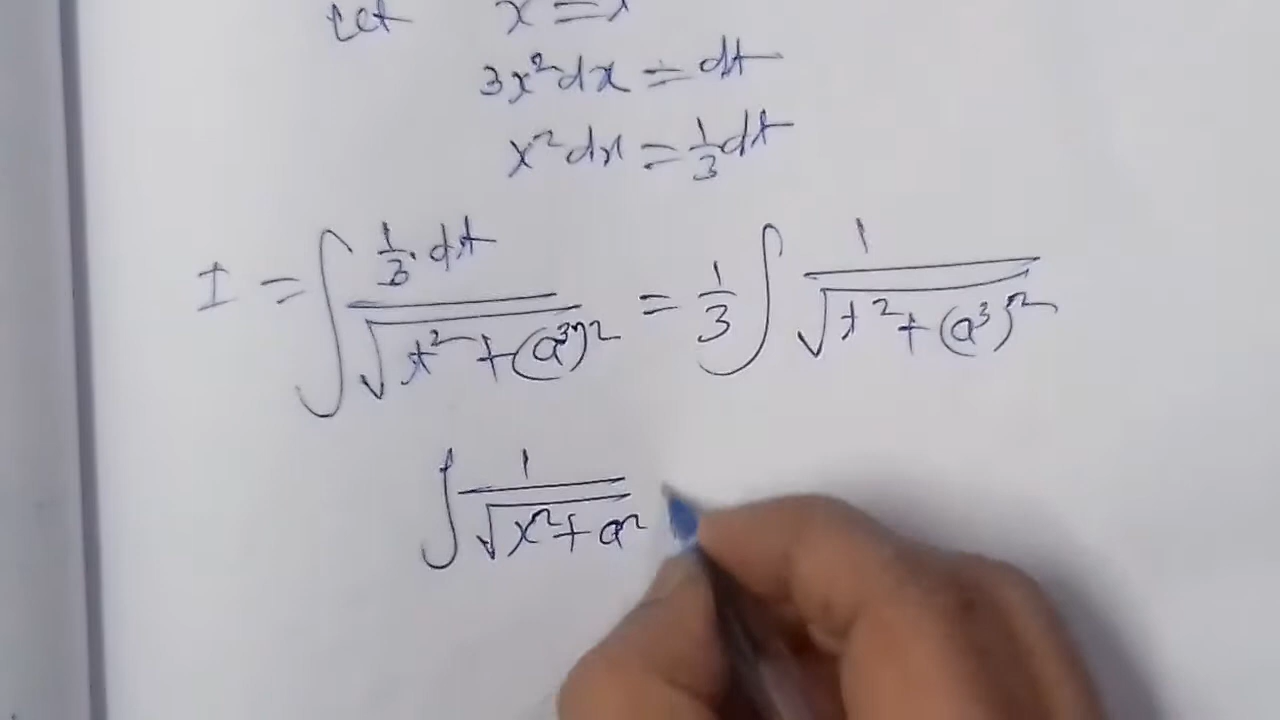 Let x =
3x²dx = dt
x²dx = 1/3 dt
I = ∫ (1/3 · dt)/√(t² + (a³)²) = 1/3 ∫ 1/√(t² + (a³)²)
∫ 1/√(x² + a²)